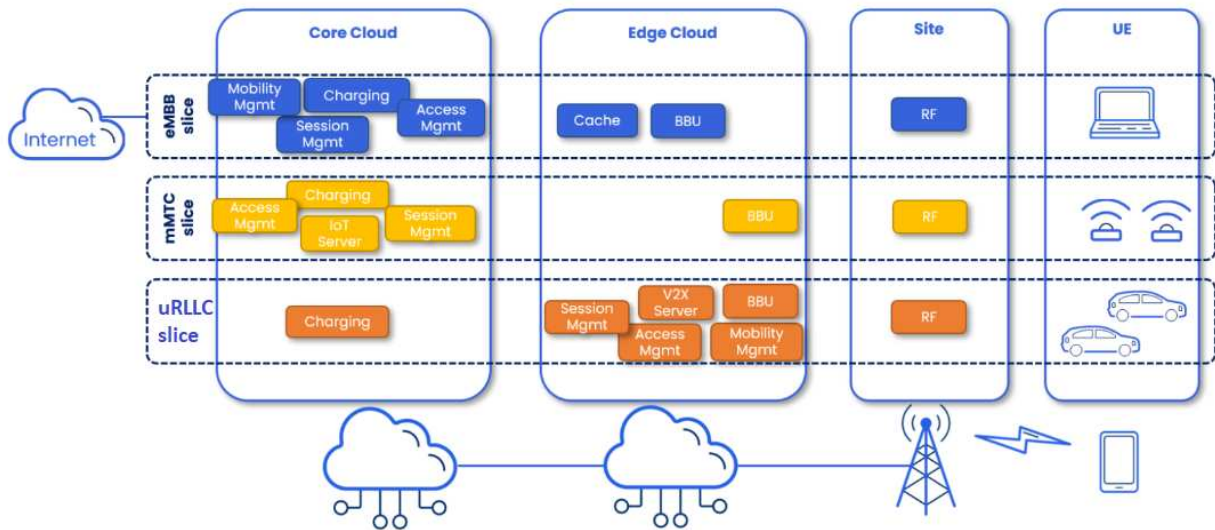 Core Cloud
Edge Cloud
Site
UE
Internet
eMBB
slice
Mobility
Mgmt
Charging
Access
Mgmt
Session
Mgmt
Cache
BBU
RF
mMTC
slice
Charging
Access
Mgmt
IoT
Server
Session
Mgmt
BBU
RF
uRLLC
slice
Charging
Session
Mgmt
V2X
Server
BBU
Access
Mgmt
Mobility
Mgmt
RF